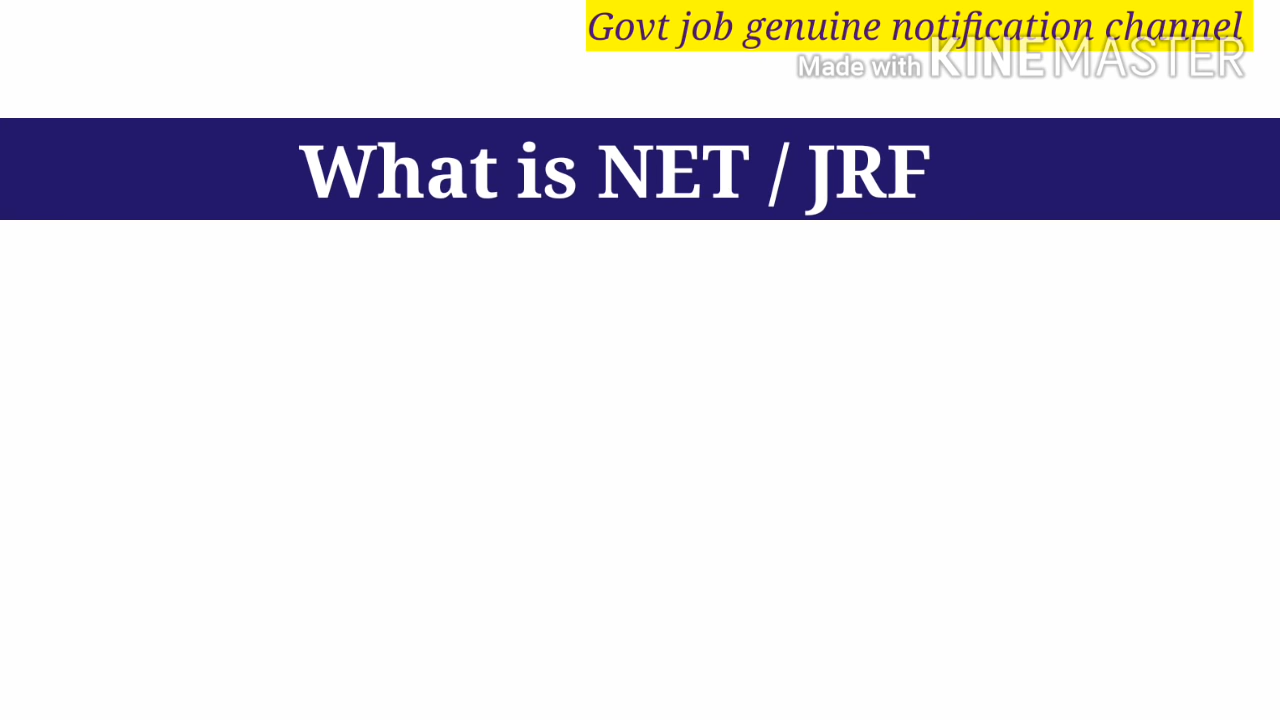 Govt job genuine notification channel
Made with KINEMASTER
What is NET / JRF